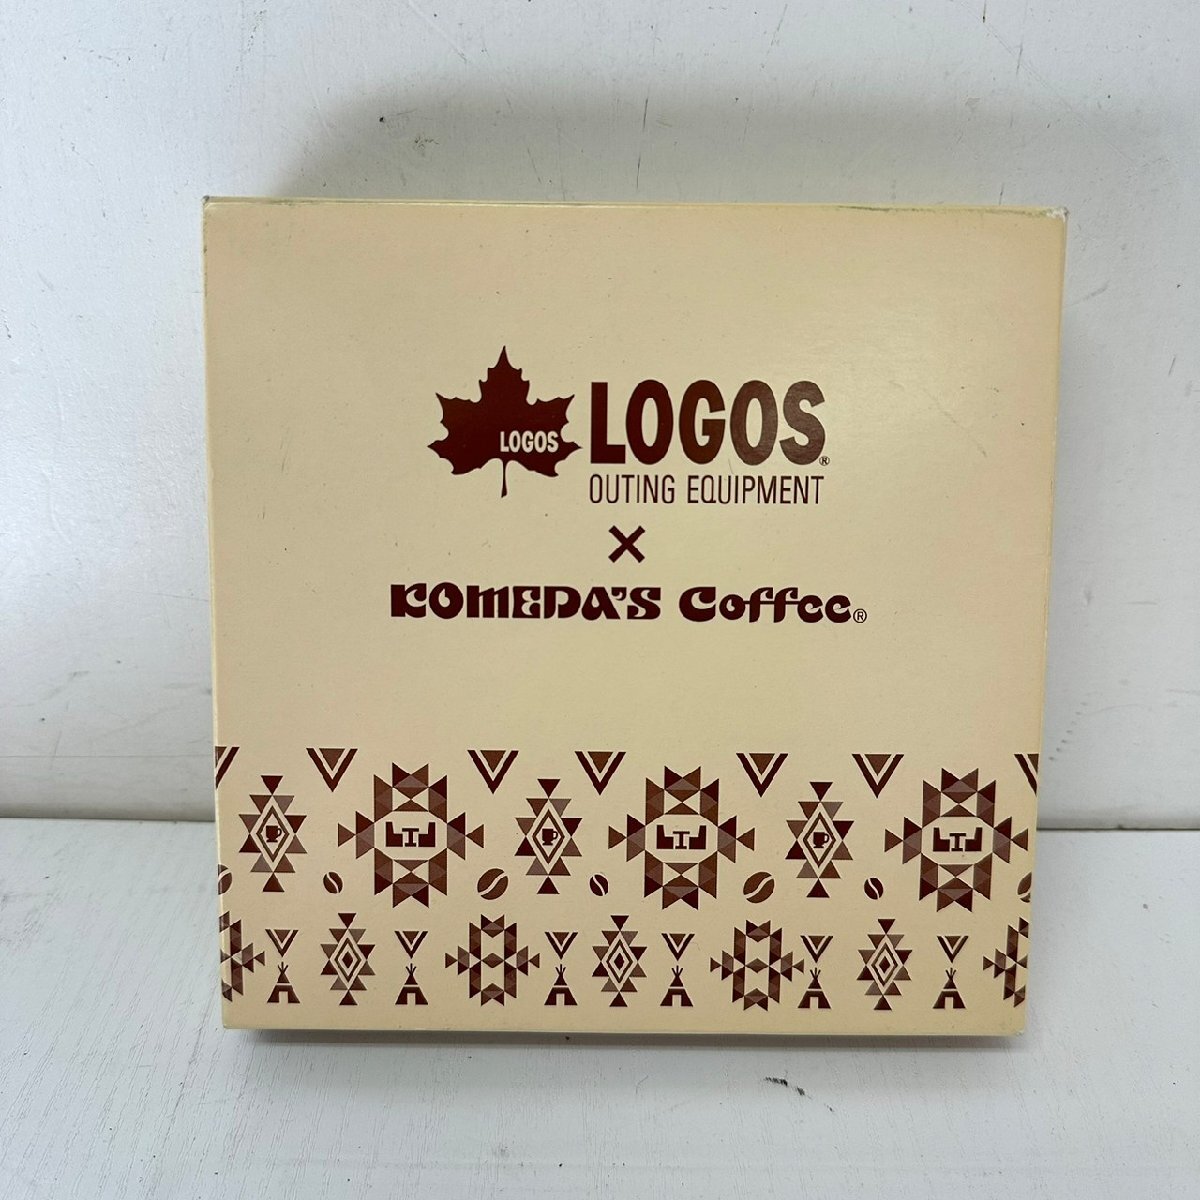 LOGOS
LOGOS®
OUTING EQUIPMENT
×
KOMEDA'S Coffee®